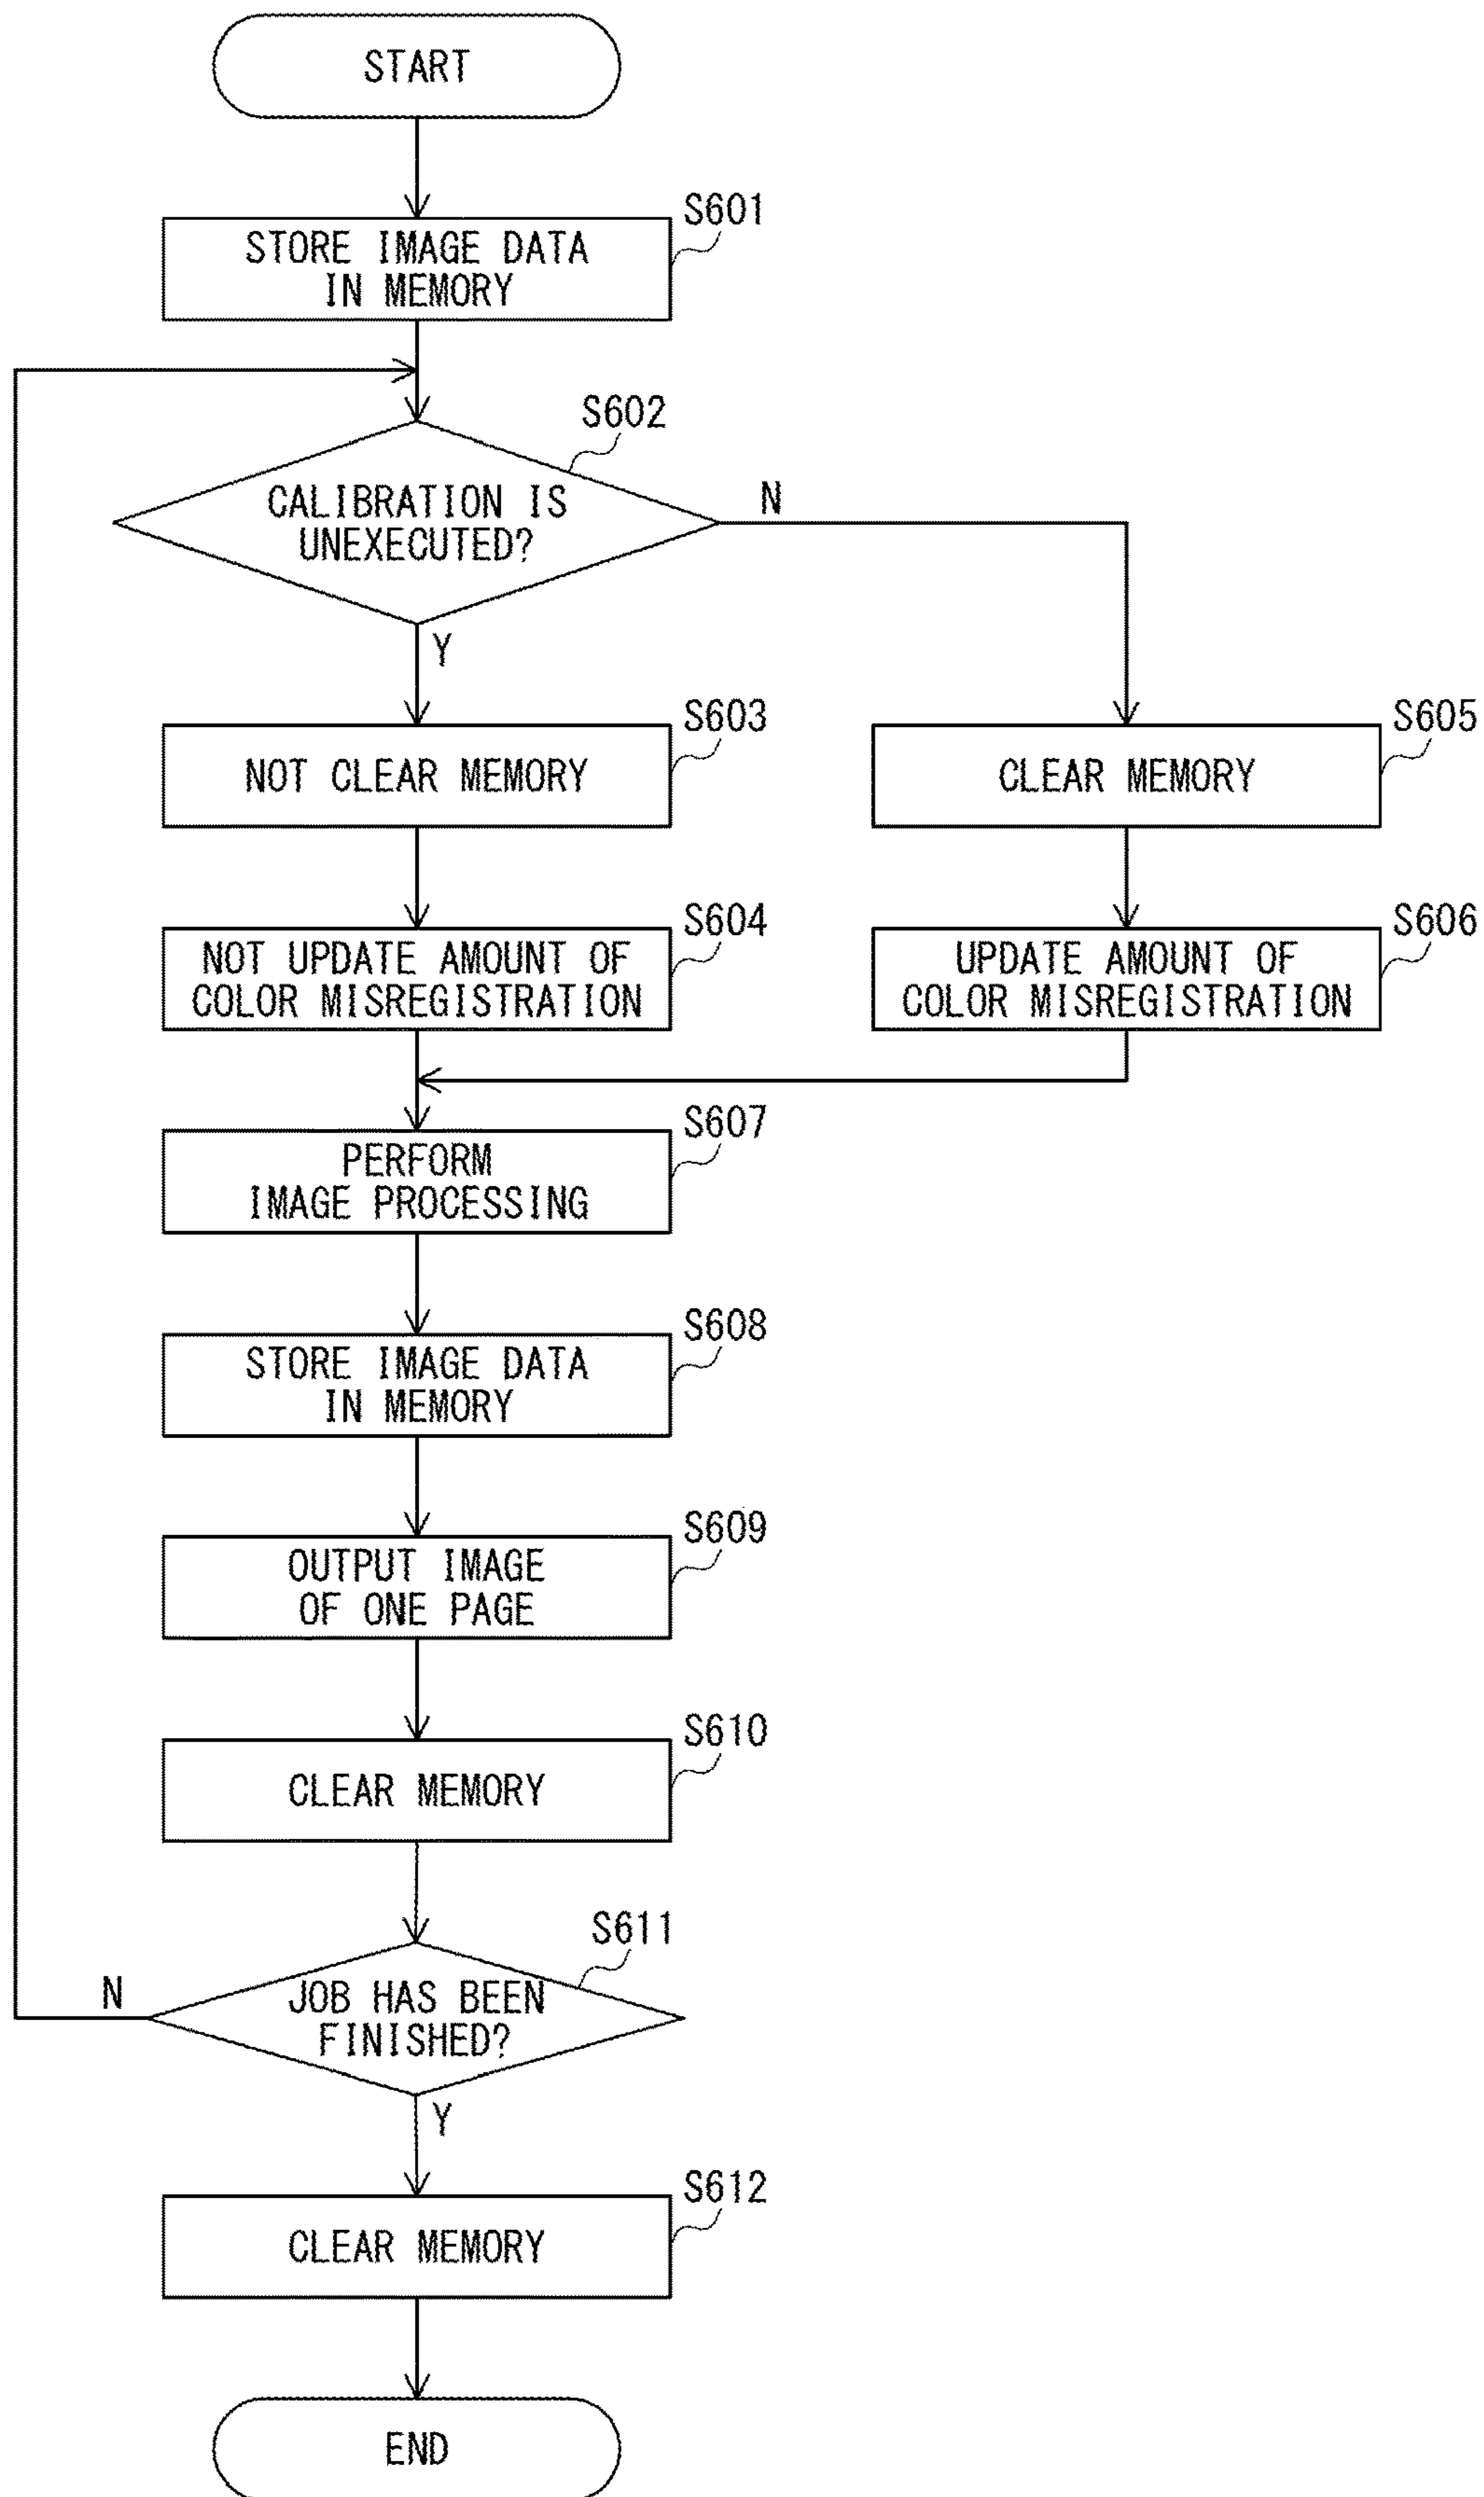 START
S601
STORE IMAGE DATA
IN MEMORY
S602
CALIBRATION IS
UNEXECUTED?
N
Y
S603
NOT CLEAR MEMORY
S605
CLEAR MEMORY
S604
NOT UPDATE AMOUNT OF
COLOR MISREGISTRATION
S606
UPDATE AMOUNT OF
COLOR MISREGISTRATION
S607
PERFORM
IMAGE PROCESSING
S608
STORE IMAGE DATA
IN MEMORY
S609
OUTPUT IMAGE
OF ONE PAGE
S610
CLEAR MEMORY
S611
JOB HAS BEEN
FINISHED?
N
Y
S612
CLEAR MEMORY
END